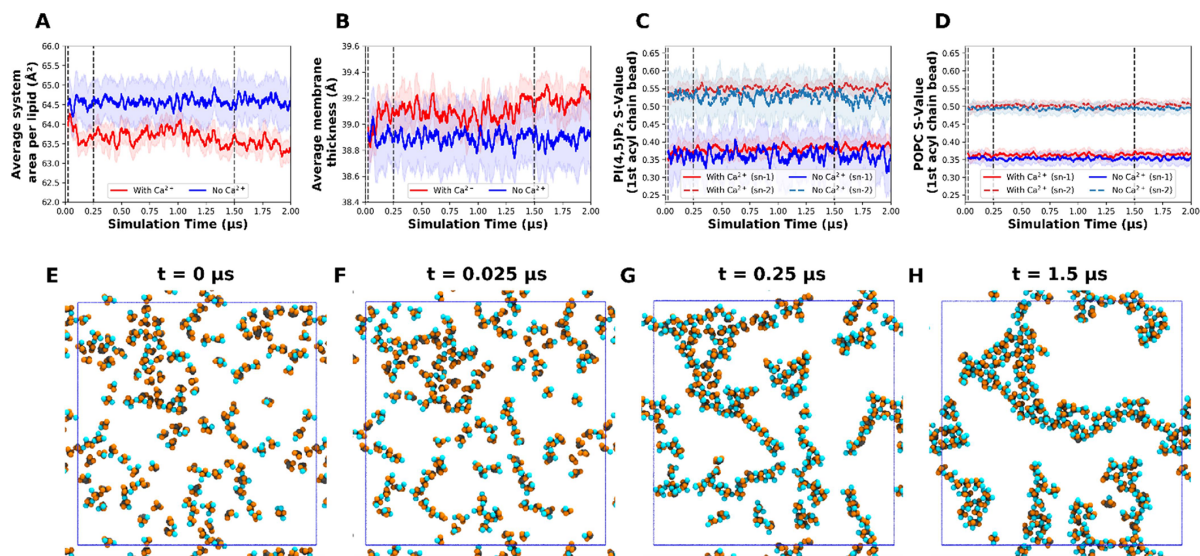 A
B
C
D
Average system
area per lipid (Å²)
66.0
65.5
65.0
64.5
64.0
63.5
63.0
62.5
62.0
With Ca²⁺
No Ca²⁺
0.00 0.25 0.50 0.75 1.00 1.25 1.50 1.75 2.00
Simulation Time (μs)
Average membrane
thickness (Å)
39.6
39.4
39.2
39.0
38.8
38.6
38.4
With Ca²⁺
No Ca²⁺
0.00 0.25 0.50 0.75 1.00 1.25 1.50 1.75 2.00
Simulation Time (μs)
PI(4,5)P₂ S-Value
(1st acyl chain bead)
0.65
0.60
0.55
0.50
0.45
0.40
0.35
0.30
0.25
With Ca²⁺ (sn-1)
No Ca²⁺ (sn-1)
With Ca²⁺ (sn-2)
No Ca²⁺ (sn-2)
0.00 0.25 0.50 0.75 1.00 1.25 1.50 1.75 2.00
Simulation Time (μs)
POPC S-Value
(1st acyl chain bead)
0.65
0.60
0.55
0.50
0.45
0.40
0.35
0.30
0.25
With Ca²⁺ (sn-1)
No Ca²⁺ (sn-1)
With Ca²⁺ (sn-2)
No Ca²⁺ (sn-2)
0.00 0.25 0.50 0.75 1.00 1.25 1.50 1.75 2.00
Simulation Time (μs)
E t = 0 μs
F t = 0.025 μs
G t = 0.25 μs
H t = 1.5 μs